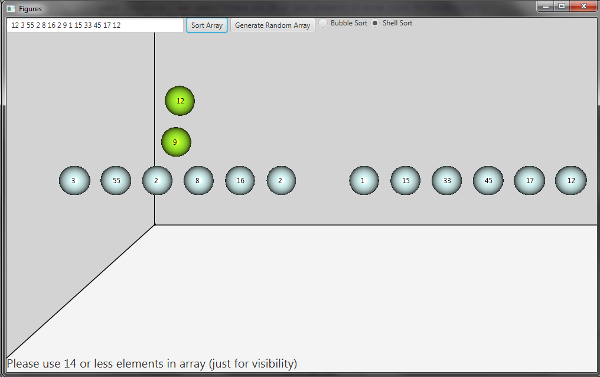 Figures
12 3 55 2 8 16 2 9 1 15 33 45 17 12
Sort Array
Generate Random Array
Bubble Sort
Shell Sort
12
9
3 55 2 8 16 2 1 15 33 45 17 12
Please use 14 or less elements in array (just for visibility)